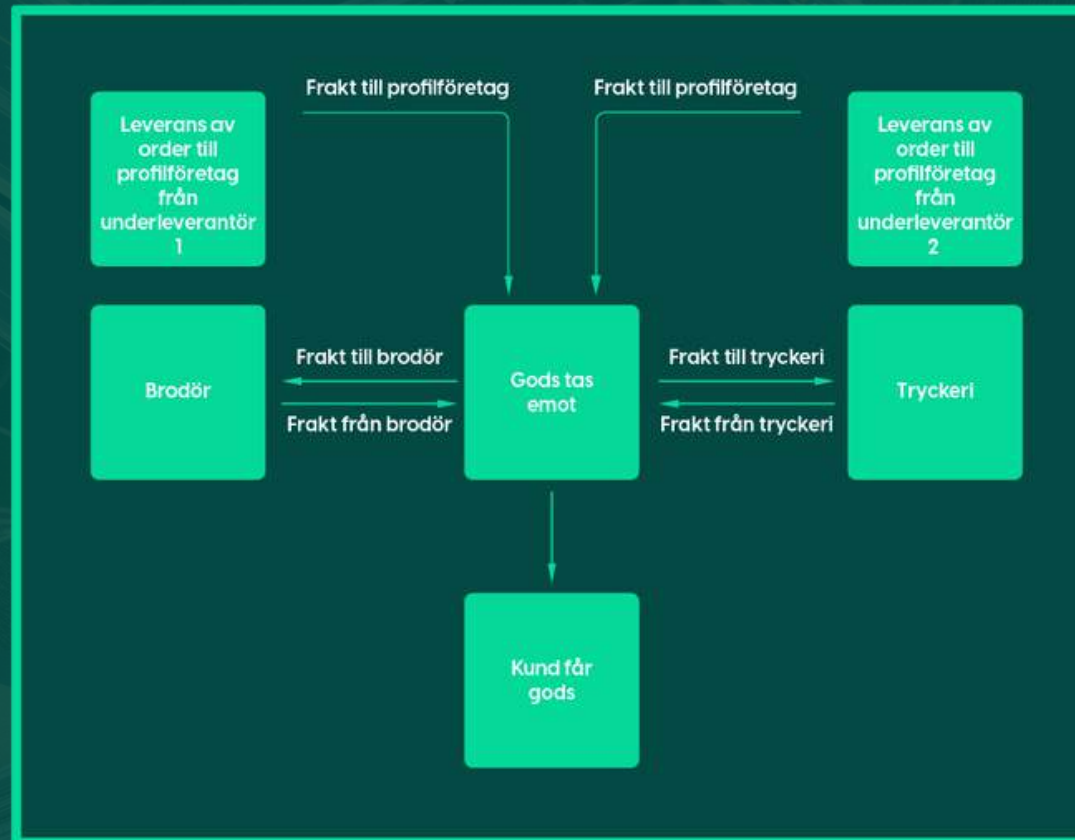 Frakt till profilföretag
Frakt till profilföretag
Leverans av
order till
profilföretag
från
underleverantör
1
Leverans av
order till
profilföretag
från
underleverantör
2
Brodör
Frakt till brodör
Frakt från brodör
Gods tas
emot
Frakt till tryckeri
Frakt från tryckeri
Tryckeri
Kund får
gods